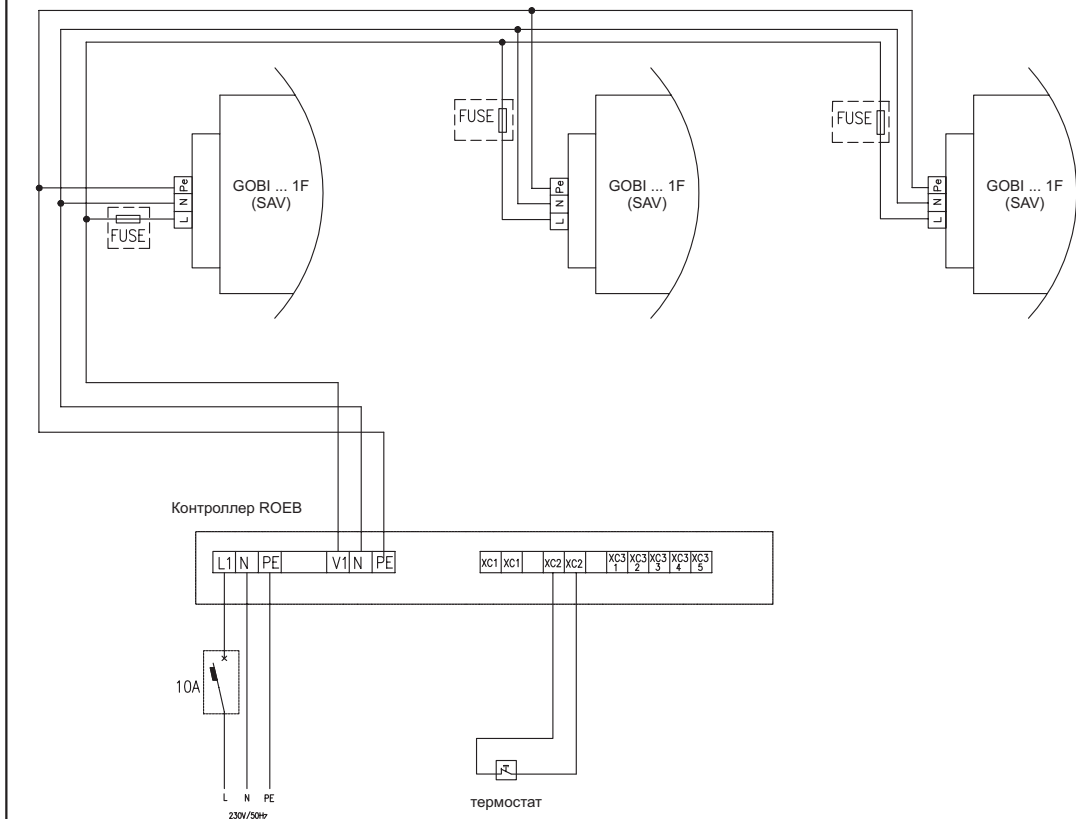 FUSE
FUSE
Pe
N
L
GOBI ... 1F
(SAV)
FUSE
Pe
N
L
GOBI ... 1F
(SAV)
Pe
N
L
GOBI ... 1F
(SAV)
Контроллер ROEB
L1 N PE V1 N PE
XC1 XC1 XC2 XC2 XC3 1 XC3 2 XC3 3 XC3 4 XC3 5
10A
L N PE
230V/50Hz
термостат